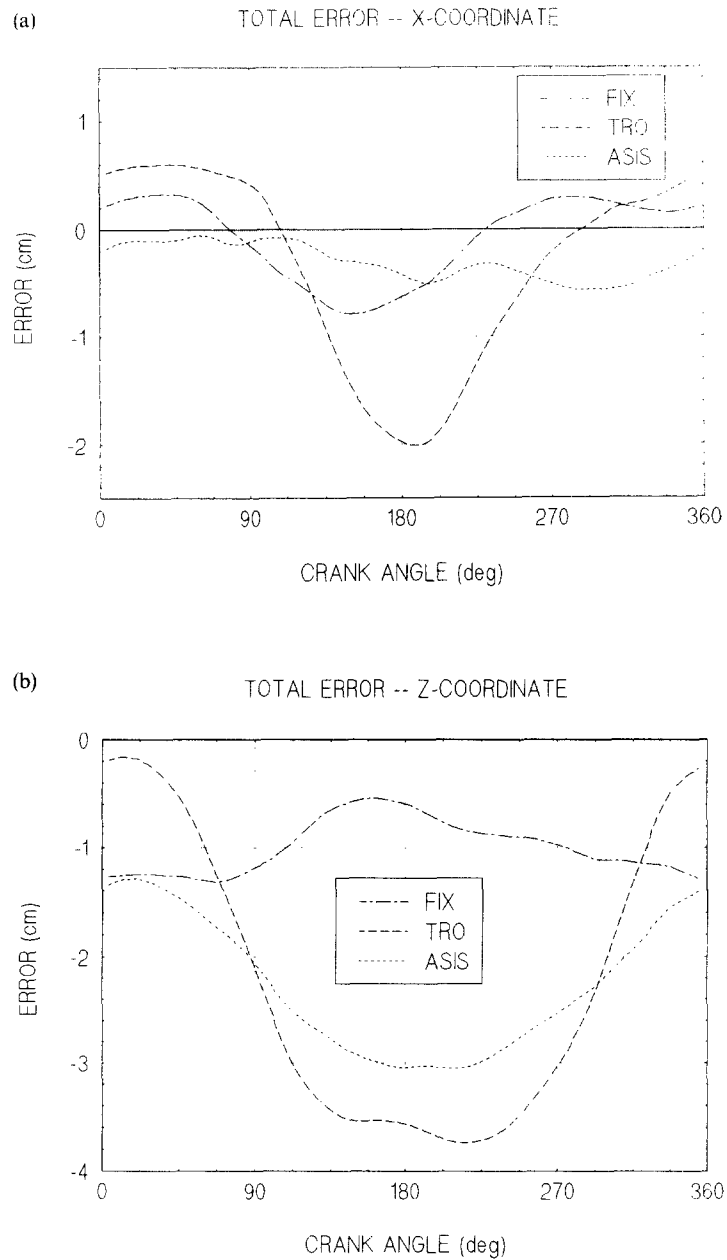 (a)
TOTAL ERROR -- X-COORDINATE
FIX
TRO
ASIS
1
0
-1
-2
ERROR (cm)
0 90 180 270 360
CRANK ANGLE (deg)
(b)
TOTAL ERROR -- Z-COORDINATE
0
-1
-2
-3
-4
ERROR (cm)
FIX
TRO
ASIS
0 90 180 270 360
CRANK ANGLE (deg)